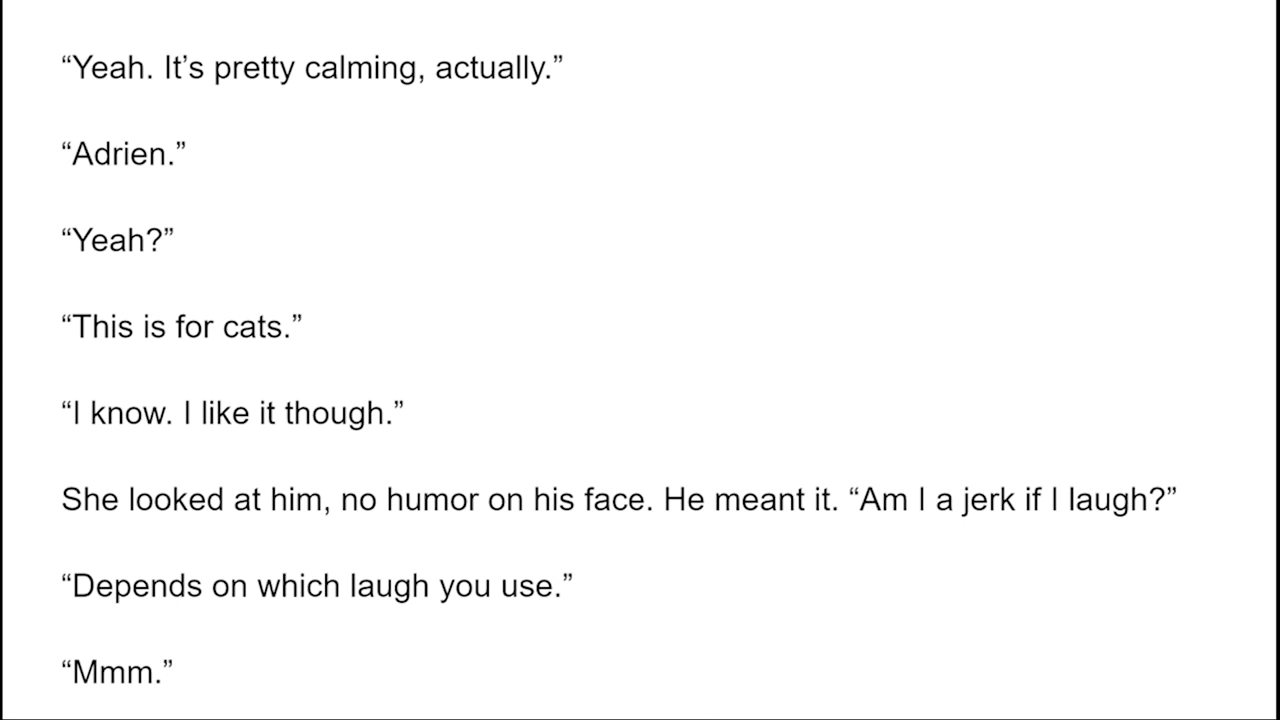 “Yeah. It’s pretty calming, actually.”
“Adrien.”
“Yeah?”
“This is for cats.”
“I know. I like it though.”
She looked at him, no humor on his face. He meant it. “Am I a jerk if I laugh?”
“Depends on which laugh you use.”
“Mmm.”